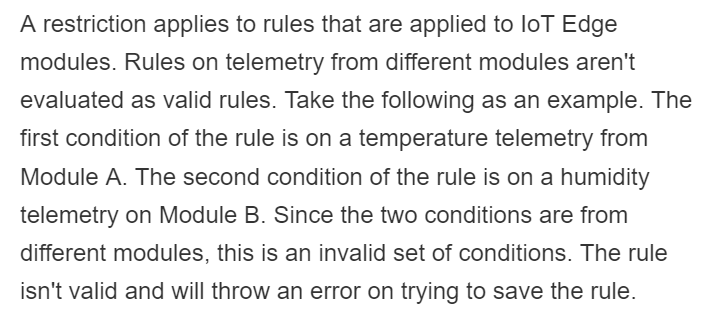 A restriction applies to rules that are applied to IoT Edge
modules. Rules on telemetry from different modules aren't
evaluated as valid rules. Take the following as an example. The
first condition of the rule is on a temperature telemetry from
Module A. The second condition of the rule is on a humidity
telemetry on Module B. Since the two conditions are from
different modules, this is an invalid set of conditions. The rule
isn't valid and will throw an error on trying to save the rule.